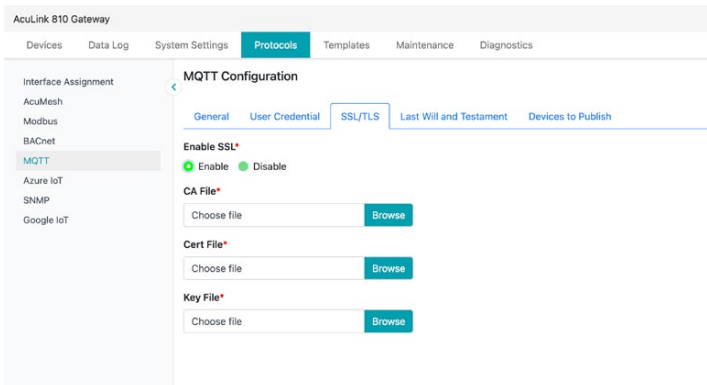 AcuLink 810 Gateway
Devices Data Log System Settings Protocols Templates Maintenance Diagnostics
Interface Assignment
AcuMesh
Modbus
BACnet
MQTT
Azure IoT
SNMP
Google IoT
MQTT Configuration
General User Credential SSL/TLS Last Will and Testament Devices to Publish
Enable SSL*
Enable Disable
CA File*
Choose file Browse
Cert File*
Choose file Browse
Key File*
Choose file Browse